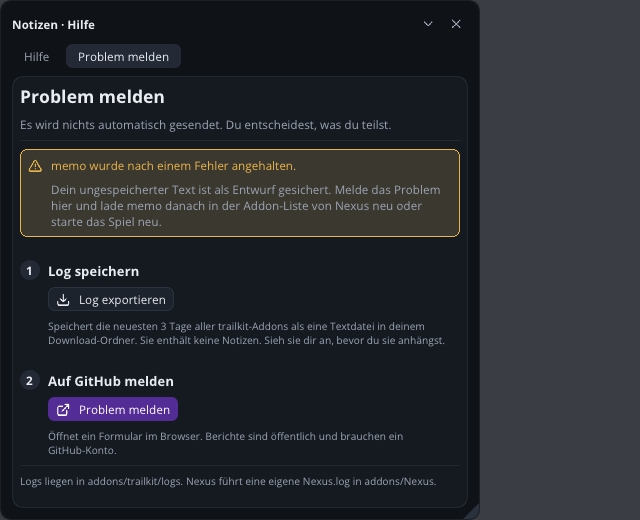 Notizen · Hilfe
Hilfe
Problem melden
Problem melden
Es wird nichts automatisch gesendet. Du entscheidest, was du teilst.
memo wurde nach einem Fehler angehalten.
Dein ungespeicherter Text ist als Entwurf gesichert. Melde das Problem
hier und lade memo danach in der Addon-Liste von Nexus neu oder
starte das Spiel neu.
1 Log speichern
Log exportieren
Speichert die neuesten 3 Tage aller trailkit-Addons als eine Textdatei in deinem
Download-Ordner. Sie enthält keine Notizen. Sieh sie dir an, bevor du sie anhängst.
2 Auf GitHub melden
Problem melden
Öffnet ein Formular im Browser. Berichte sind öffentlich und brauchen ein
GitHub-Konto.
Logs liegen in addons/trailkit/logs. Nexus führt eine eigene Nexus.log in addons/Nexus.